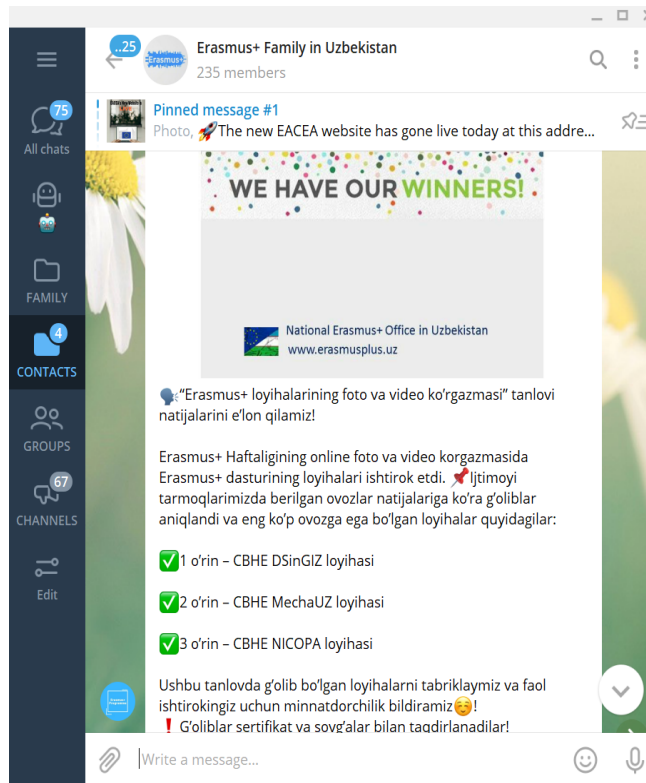 ..25
Erasmus+
Erasmus+ Family in Uzbekistan
235 members
75
All chats
FAMILY
4
CONTACTS
GROUPS
67
CHANNELS
Edit
Pinned message #1
Photo, 🚀The new EACEA website has gone live today at this addre...
WE HAVE OUR WINNERS!
National Erasmus+ Office in Uzbekistan
www.erasmusplus.uz
🗣“Erasmus+ loyihalarining foto va video ko’rgazmasi” tanlovi
natijalarini e’lon qilamiz!
Erasmus+ Haftaligining online foto va video korgazmasida
Erasmus+ dasturining loyihalari ishtirok etdi. 📌Ijtimoyi
tarmoqlarimizda berilgan ovozlar natijalariga ko’ra g’oliblar
aniqlandi va eng ko’p ovozga ega bo’lgan loyihalar quyidagilar:
✅1 o’rin – CBHE DSinGIZ loyihasi
✅2 o’rin – CBHE MechaUZ loyihasi
✅3 o’rin – CBHE NICOPA loyihasi
Ushbu tanlovda g’olib bo’lgan loyihalarni tabriklaymiz va faol
ishtirokingiz uchun minnatdorchilik bildiramiz☺️!
❗ G’oliblar sertifikat va sovg’alar bilan taqdirlanadilar!
Write a message...